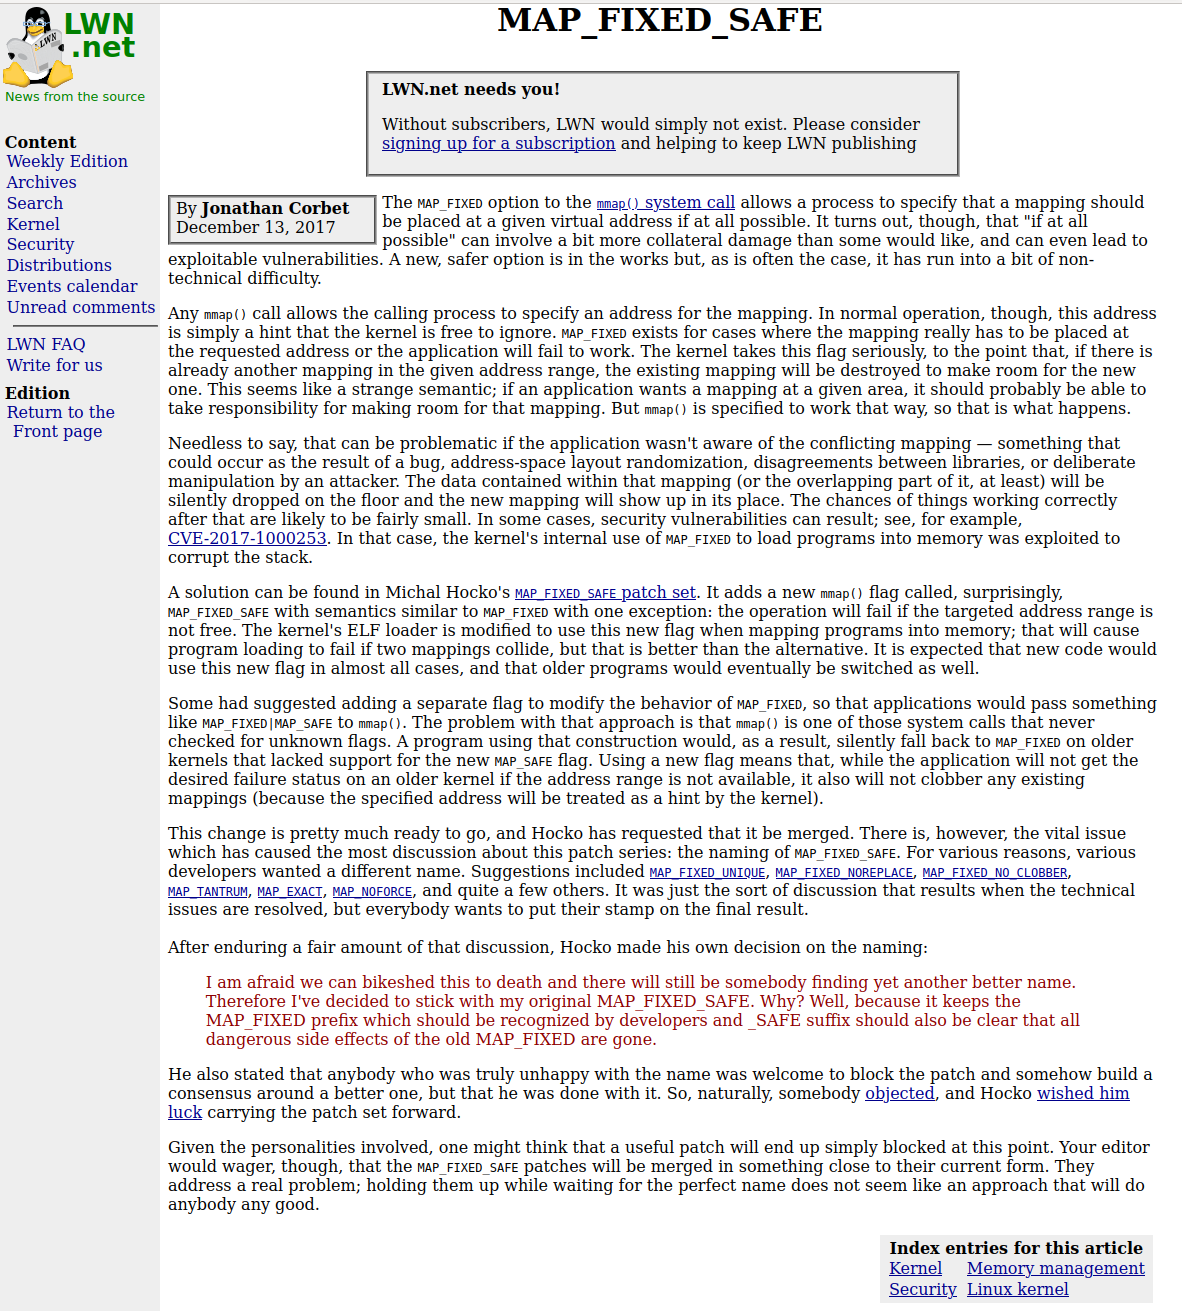 LWN
.net
News from the source
Content
Weekly Edition
Archives
Search
Kernel
Security
Distributions
Events calendar
Unread comments
LWN FAQ
Write for us
Edition
Return to the
Front page
MAP_FIXED_SAFE
LWN.net needs you!
Without subscribers, LWN would simply not exist. Please consider
signing up for a subscription and helping to keep LWN publishing
By Jonathan Corbet
December 13, 2017
The MAP_FIXED option to the mmap() system call allows a process to specify that a mapping should
be placed at a given virtual address if at all possible. It turns out, though, that "if at all
possible" can involve a bit more collateral damage than some would like, and can even lead to
exploitable vulnerabilities. A new, safer option is in the works but, as is often the case, it has run into a bit of non-
technical difficulty.
Any mmap() call allows the calling process to specify an address for the mapping. In normal operation, though, this address
is simply a hint that the kernel is free to ignore. MAP_FIXED exists for cases where the mapping really has to be placed at
the requested address or the application will fail to work. The kernel takes this flag seriously, to the point that, if there is
already another mapping in the given address range, the existing mapping will be destroyed to make room for the new
one. This seems like a strange semantic; if an application wants a mapping at a given area, it should probably be able to
take responsibility for making room for that mapping. But mmap() is specified to work that way, so that is what happens.
Needless to say, that can be problematic if the application wasn't aware of the conflicting mapping — something that
could occur as the result of a bug, address-space layout randomization, disagreements between libraries, or deliberate
manipulation by an attacker. The data contained within that mapping (or the overlapping part of it, at least) will be
silently dropped on the floor and the new mapping will show up in its place. The chances of things working correctly
after that are likely to be fairly small. In some cases, security vulnerabilities can result; see, for example,
CVE-2017-1000253. In that case, the kernel's internal use of MAP_FIXED to load programs into memory was exploited to
corrupt the stack.
A solution can be found in Michal Hocko's MAP_FIXED_SAFE patch set. It adds a new mmap() flag called, surprisingly,
MAP_FIXED_SAFE with semantics similar to MAP_FIXED with one exception: the operation will fail if the targeted address range is
not free. The kernel's ELF loader is modified to use this new flag when mapping programs into memory; that will cause
program loading to fail if two mappings collide, but that is better than the alternative. It is expected that new code would
use this new flag in almost all cases, and that older programs would eventually be switched as well.
Some had suggested adding a separate flag to modify the behavior of MAP_FIXED, so that applications would pass something
like MAP_FIXED|MAP_SAFE to mmap(). The problem with that approach is that mmap() is one of those system calls that never
checked for unknown flags. A program using that construction would, as a result, silently fall back to MAP_FIXED on older
kernels that lacked support for the new MAP_SAFE flag. Using a new flag means that, while the application will not get the
desired failure status on an older kernel if the address range is not available, it also will not clobber any existing
mappings (because the specified address will be treated as a hint by the kernel).
This change is pretty much ready to go, and Hocko has requested that it be merged. There is, however, the vital issue
which has caused the most discussion about this patch series: the naming of MAP_FIXED_SAFE. For various reasons, various
developers wanted a different name. Suggestions included MAP_FIXED_UNIQUE, MAP_FIXED_NOREPLACE, MAP_FIXED_NO_CLOBBER,
MAP_TANTRUM, MAP_EXACT, MAP_NOFORCE, and quite a few others. It was just the sort of discussion that results when the technical
issues are resolved, but everybody wants to put their stamp on the final result.
After enduring a fair amount of that discussion, Hocko made his own decision on the naming:
I am afraid we can bikeshed this to death and there will still be somebody finding yet another better name.
Therefore I've decided to stick with my original MAP_FIXED_SAFE. Why? Well, because it keeps the
MAP_FIXED prefix which should be recognized by developers and _SAFE suffix should also be clear that all
dangerous side effects of the old MAP_FIXED are gone.
He also stated that anybody who was truly unhappy with the name was welcome to block the patch and somehow build a
consensus around a better one, but that he was done with it. So, naturally, somebody objected, and Hocko wished him
luck carrying the patch set forward.
Given the personalities involved, one might think that a useful patch will end up simply blocked at this point. Your editor
would wager, though, that the MAP_FIXED_SAFE patches will be merged in something close to their current form. They
address a real problem; holding them up while waiting for the perfect name does not seem like an approach that will do
anybody any good.
Index entries for this article
Kernel Memory management
Security Linux kernel